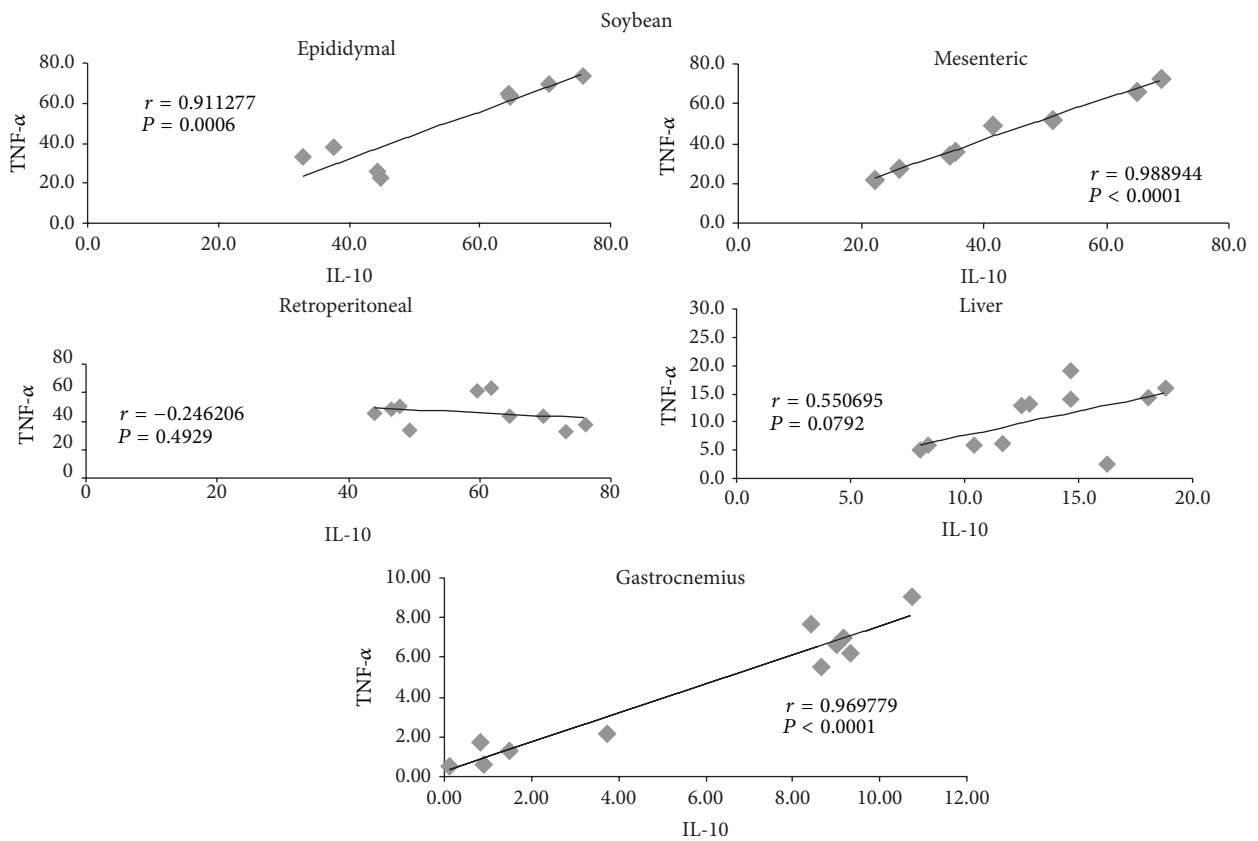 Soybean
Epididymal
80.0
60.0
40.0
20.0
0.0
TNF-α
r = 0.911277
P = 0.0006
0.0 20.0 40.0 60.0 80.0
IL-10
Mesenteric
80.0
60.0
40.0
20.0
0.0
TNF-α
r = 0.988944
P < 0.0001
0.0 20.0 40.0 60.0 80.0
IL-10
Retroperitoneal
80
60
40
20
0
TNF-α
r = −0.246206
P = 0.4929
0 20 40 60 80
IL-10
Liver
30.0
25.0
20.0
15.0
10.0
5.0
0.0
TNF-α
r = 0.550695
P = 0.0792
0.0 5.0 10.0 15.0 20.0
IL-10
Gastrocnemius
10.00
8.00
6.00
4.00
2.00
0.00
TNF-α
r = 0.969779
P < 0.0001
0.00 2.00 4.00 6.00 8.00 10.00 12.00
IL-10